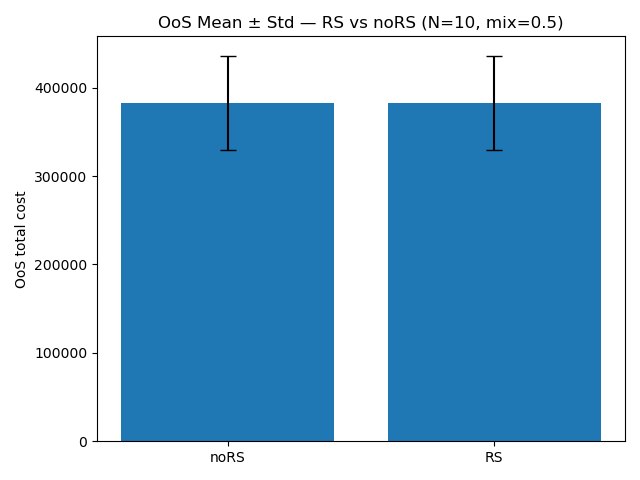 OoS Mean ± Std — RS vs noRS (N=10, mix=0.5)
OoS total cost
400000
300000
200000
100000
0
noRS
RS